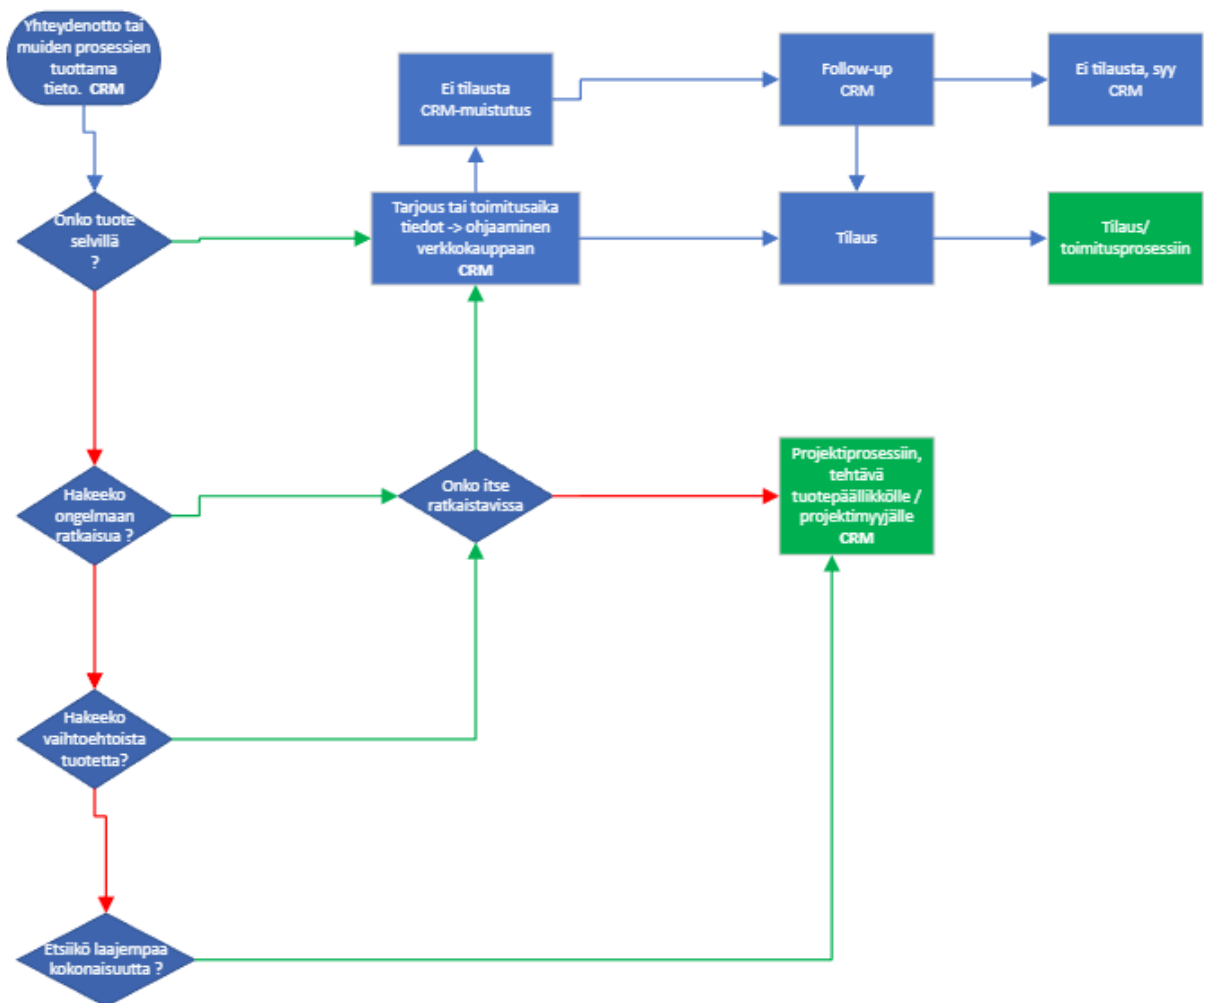 Yhteydenotto tai
muiden prosessien
tuottama
tieto. CRM
Ei tilausta
CRM-muistutus
Follow-up
CRM
Ei tilausta, syy
CRM
Onko tuote
selvillä
?
Tarjous tai toimitusaika
tiedot -> ohjaaminen
verkkokauppaan
CRM
Tilaus
Tilaus/
toimitusprosessiin
Hakeeko
ongelmaan
ratkaisua ?
Onko itse
ratkaistavissa
Projektiprosessiin,
tehtävä
tuotepäällikkölle /
projektimyyjälle
CRM
Hakeeko
vaihtoehtoista
tuotetta?
Etsiikö laajempaa
kokonaisuutta ?